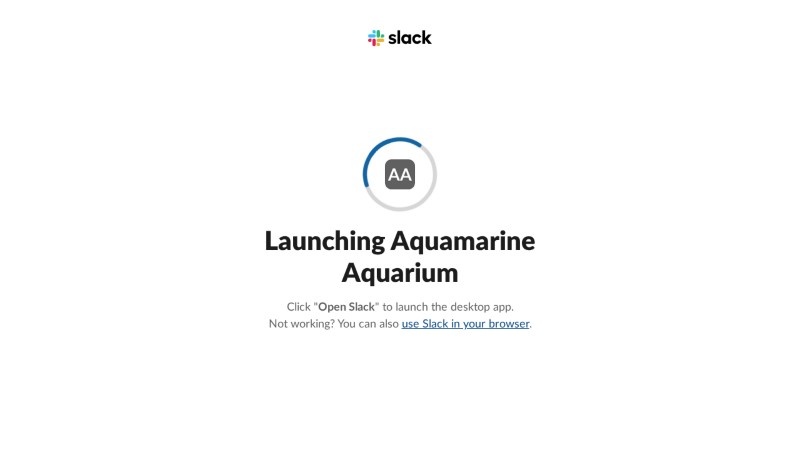 slack
AA
Launching Aquamarine
Aquarium
Click "Open Slack" to launch the desktop app.
Not working? You can also use Slack in your browser.